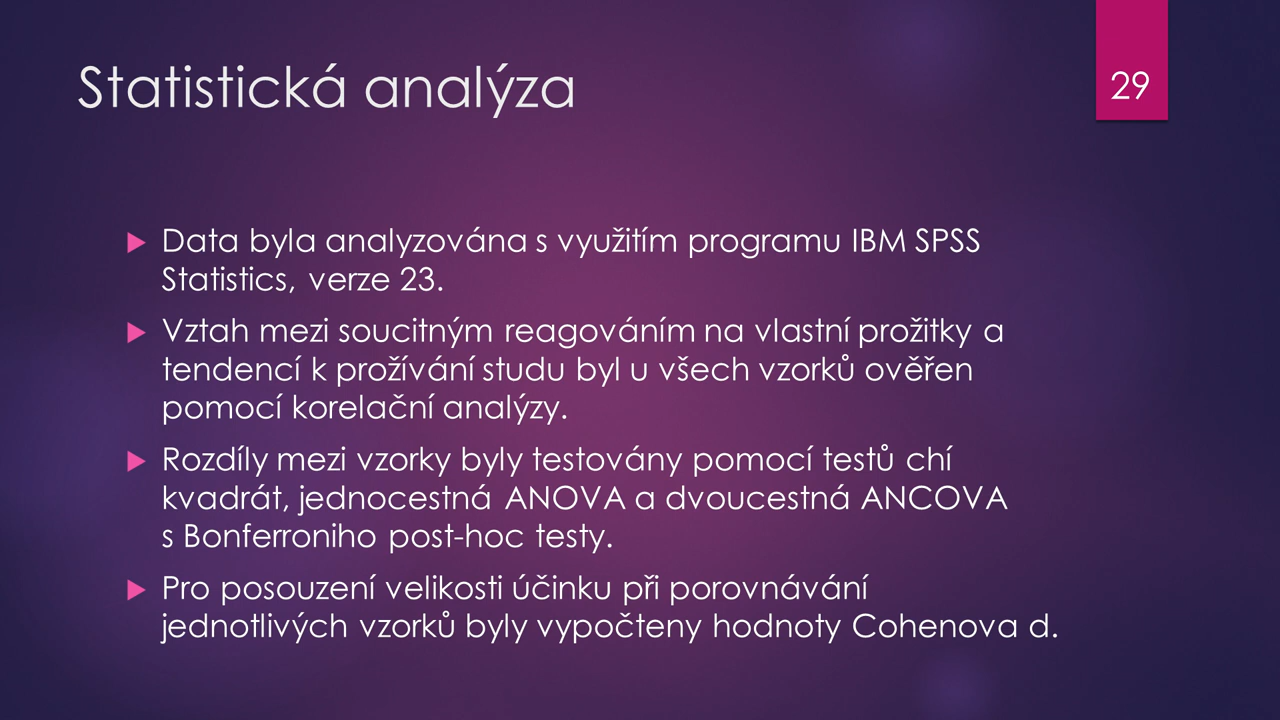 Statistická analýza
29
Data byla analyzována s využitím programu IBM SPSS
Statistics, verze 23.
Vztah mezi soucitným reagováním na vlastní prožitky a
tendencí k prožívání studu byl u všech vzorků ověřen
pomocí korelační analýzy.
Rozdíly mezi vzorky byly testovány pomocí testů chí
kvadrát, jednocestná ANOVA a dvoucestná ANCOVA
s Bonferroniho post-hoc testy.
Pro posouzení velikosti účinku při porovnávání
jednotlivých vzorků byly vypočteny hodnoty Cohenova d.